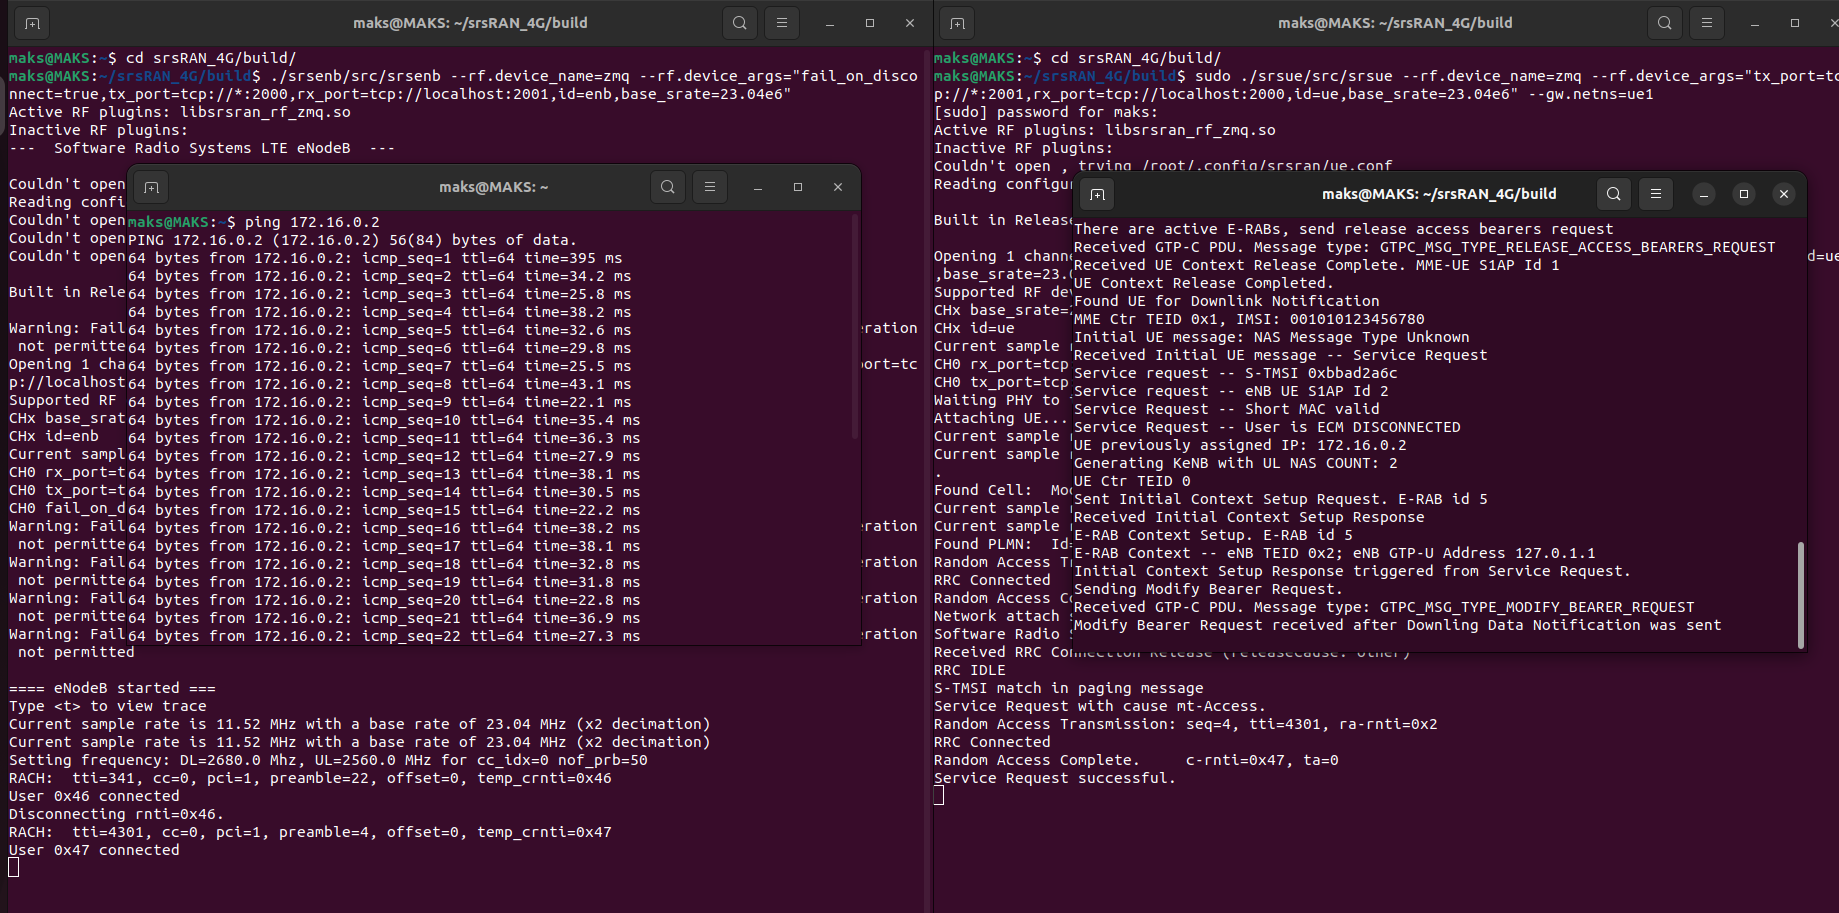 maks@MAKS: ~/srsRAN_4G/build
maks@MAKS:~$ cd srsRAN_4G/build/
maks@MAKS:~/srsRAN_4G/build$ ./srsenb/src/srsenb --rf.device_name=zmq --rf.device_args="fail_on_disco
nnect=true,tx_port=tcp://*:2000,rx_port=tcp://localhost:2001,id=enb,base_srate=23.04e6"
Active RF plugins: libsrsran_rf_zmq.so
Inactive RF plugins:
---  Software Radio Systems LTE eNodeB  ---
Couldn't open
Reading confi
Couldn't open
Couldn't open
Couldn't open
Built in Rele
Warning: Fail eration
not permitte
Opening 1 cha port=tc
p://localhost
Supported RF
CHx base_srat
CHx id=enb
Current sampl
CH0 rx_port=t
CH0 tx_port=t
CH0 fail_on_d
Warning: Fail eration
not permitte
Warning: Fail eration
not permitte
Warning: Fail eration
not permitte
Warning: Fail eration
not permitted
==== eNodeB started ===
Type <t> to view trace
Current sample rate is 11.52 MHz with a base rate of 23.04 MHz (x2 decimation)
Current sample rate is 11.52 MHz with a base rate of 23.04 MHz (x2 decimation)
Setting frequency: DL=2680.0 Mhz, UL=2560.0 MHz for cc_idx=0 nof_prb=50
RACH:  tti=341, cc=0, pci=1, preamble=22, offset=0, temp_crnti=0x46
User 0x46 connected
Disconnecting rnti=0x46.
RACH:  tti=4301, cc=0, pci=1, preamble=4, offset=0, temp_crnti=0x47
User 0x47 connected
maks@MAKS: ~
maks@MAKS:~$ ping 172.16.0.2
PING 172.16.0.2 (172.16.0.2) 56(84) bytes of data.
64 bytes from 172.16.0.2: icmp_seq=1 ttl=64 time=395 ms
64 bytes from 172.16.0.2: icmp_seq=2 ttl=64 time=34.2 ms
64 bytes from 172.16.0.2: icmp_seq=3 ttl=64 time=25.8 ms
64 bytes from 172.16.0.2: icmp_seq=4 ttl=64 time=38.2 ms
64 bytes from 172.16.0.2: icmp_seq=5 ttl=64 time=32.6 ms
64 bytes from 172.16.0.2: icmp_seq=6 ttl=64 time=29.8 ms
64 bytes from 172.16.0.2: icmp_seq=7 ttl=64 time=25.5 ms
64 bytes from 172.16.0.2: icmp_seq=8 ttl=64 time=43.1 ms
64 bytes from 172.16.0.2: icmp_seq=9 ttl=64 time=22.1 ms
64 bytes from 172.16.0.2: icmp_seq=10 ttl=64 time=35.4 ms
64 bytes from 172.16.0.2: icmp_seq=11 ttl=64 time=36.3 ms
64 bytes from 172.16.0.2: icmp_seq=12 ttl=64 time=27.9 ms
64 bytes from 172.16.0.2: icmp_seq=13 ttl=64 time=38.1 ms
64 bytes from 172.16.0.2: icmp_seq=14 ttl=64 time=30.5 ms
64 bytes from 172.16.0.2: icmp_seq=15 ttl=64 time=22.2 ms
64 bytes from 172.16.0.2: icmp_seq=16 ttl=64 time=38.2 ms
64 bytes from 172.16.0.2: icmp_seq=17 ttl=64 time=38.1 ms
64 bytes from 172.16.0.2: icmp_seq=18 ttl=64 time=32.8 ms
64 bytes from 172.16.0.2: icmp_seq=19 ttl=64 time=31.8 ms
64 bytes from 172.16.0.2: icmp_seq=20 ttl=64 time=22.8 ms
64 bytes from 172.16.0.2: icmp_seq=21 ttl=64 time=36.9 ms
64 bytes from 172.16.0.2: icmp_seq=22 ttl=64 time=27.3 ms
maks@MAKS: ~/srsRAN_4G/build
maks@MAKS:~$ cd srsRAN_4G/build/
maks@MAKS:~/srsRAN_4G/build$ sudo ./srsue/src/srsue --rf.device_name=zmq --rf.device_args="tx_port=tc
p://*:2001,rx_port=tcp://localhost:2000,id=ue,base_srate=23.04e6" --gw.netns=ue1
[sudo] password for maks:
Active RF plugins: libsrsran_rf_zmq.so
Inactive RF plugins:
Couldn't open , trying /root/.config/srsran/ue.conf
Reading configu
Built in Release
Opening 1 channe d=ue
,base_srate=23.0
Supported RF dev
CHx base_srate=2
CHx id=ue
Current sample
CH0 rx_port=tcp
CH0 tx_port=tcp
Waiting PHY to
Attaching UE...
Current sample
Current sample
.
Found Cell:  Mo
Current sample
Current sample
Found PLMN:  Id=
Random Access Tr
RRC Connected
Random Access Co
Network attach s
Software Radio S
Received RRC Connection Release (releaseCause: other)
RRC IDLE
S-TMSI match in paging message
Service Request with cause mt-Access.
Random Access Transmission: seq=4, tti=4301, ra-rnti=0x2
RRC Connected
Random Access Complete.     c-rnti=0x47, ta=0
Service Request successful.
maks@MAKS: ~/srsRAN_4G/build
There are active E-RABs, send release access bearers request
Received GTP-C PDU. Message type: GTPC_MSG_TYPE_RELEASE_ACCESS_BEARERS_REQUEST
Received UE Context Release Complete. MME-UE S1AP Id 1
UE Context Release Completed.
Found UE for Downlink Notification
MME Ctr TEID 0x1, IMSI: 001010123456780
Initial UE message: NAS Message Type Unknown
Received Initial UE message -- Service Request
Service request -- S-TMSI 0xbbad2a6c
Service request -- eNB UE S1AP Id 2
Service Request -- Short MAC valid
Service Request -- User is ECM DISCONNECTED
UE previously assigned IP: 172.16.0.2
Generating KeNB with UL NAS COUNT: 2
UE Ctr TEID 0
Sent Initial Context Setup Request. E-RAB id 5
Received Initial Context Setup Response
E-RAB Context Setup. E-RAB id 5
E-RAB Context -- eNB TEID 0x2; eNB GTP-U Address 127.0.1.1
Initial Context Setup Response triggered from Service Request.
Sending Modify Bearer Request.
Received GTP-C PDU. Message type: GTPC_MSG_TYPE_MODIFY_BEARER_REQUEST
Modify Bearer Request received after Downling Data Notification was sent